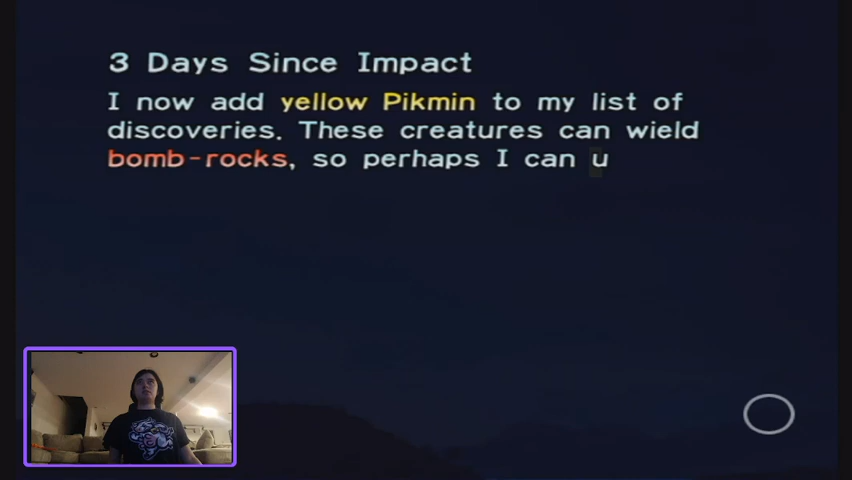 3 Days Since Impact
I now add yellow Pikmin to my list of
discoveries. These creatures can wield
bomb-rocks, so perhaps I can u